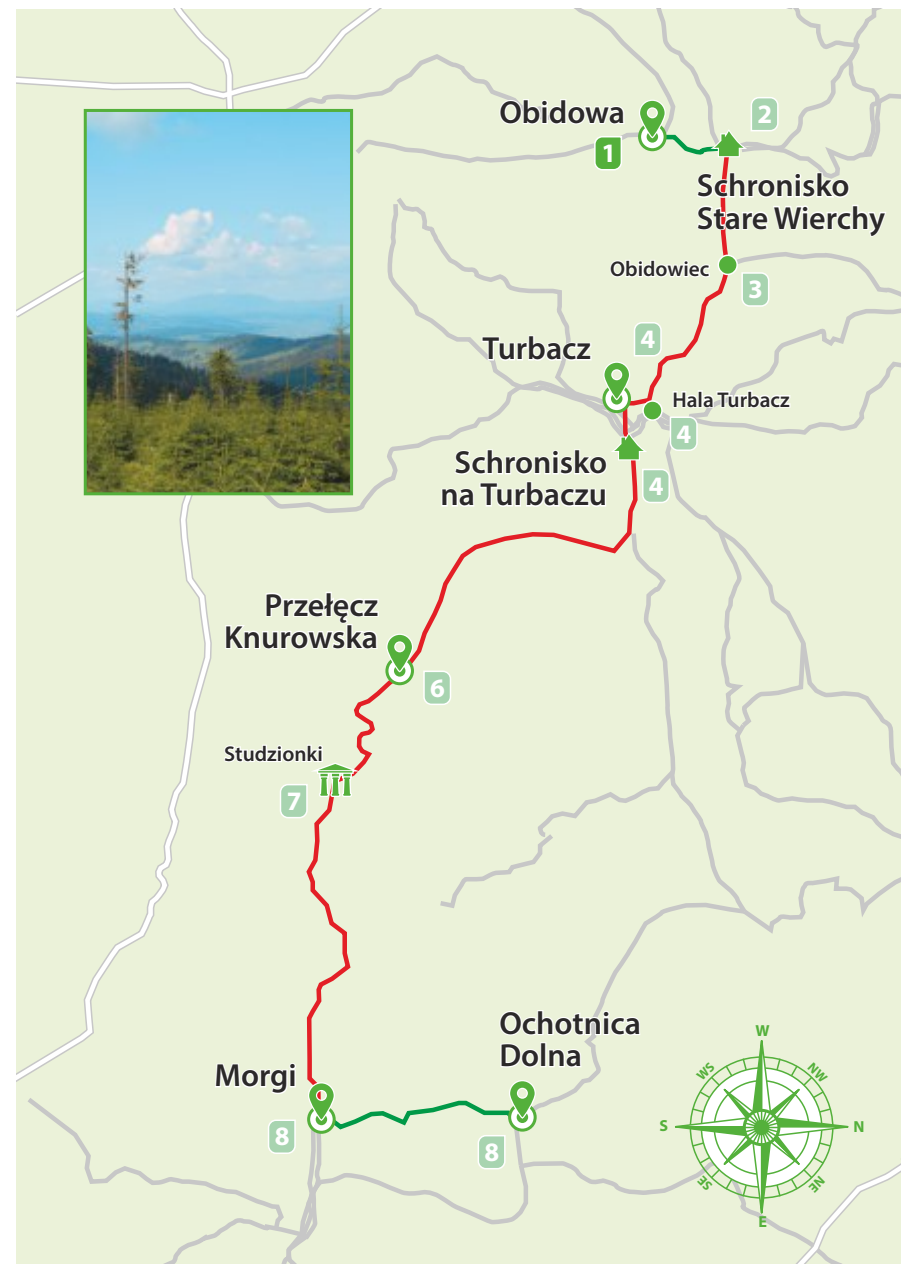 Obidowa
1
2
Schronisko
Stare Wierchy
Obidowiec
3
Turbacz
4
Hala Turbacz
4
Schronisko
na Turbaczu
4
Przełęcz
Knurowska
6
Studzionki
7
Ochotnica
Dolna
Morgi
8
8
W
WS
NW
S
N
SE
NE
E